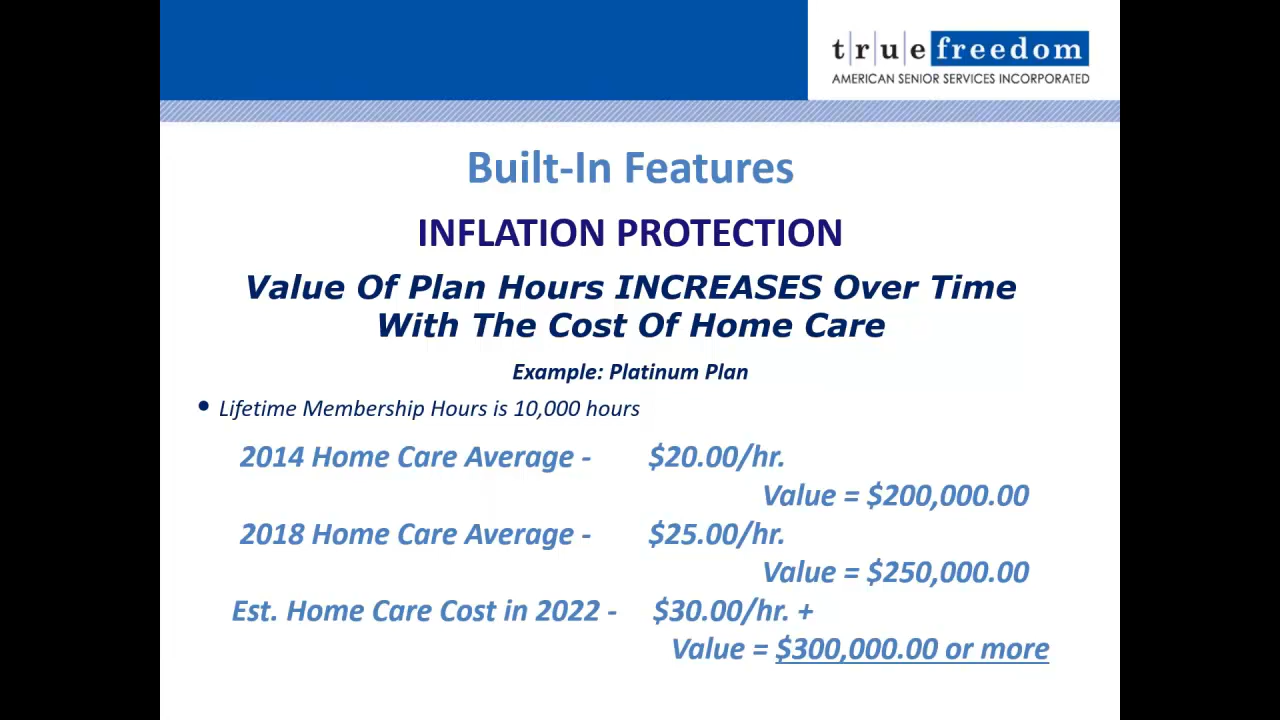 t|r|u|e freedom
AMERICAN SENIOR SERVICES INCORPORATED
Built-In Features
INFLATION PROTECTION
Value Of Plan Hours INCREASES Over Time
With The Cost Of Home Care
Example: Platinum Plan
• Lifetime Membership Hours is 10,000 hours
2014 Home Care Average - $20.00/hr.
Value = $200,000.00
2018 Home Care Average - $25.00/hr.
Value = $250,000.00
Est. Home Care Cost in 2022 - $30.00/hr. +
Value = $300,000.00 or more